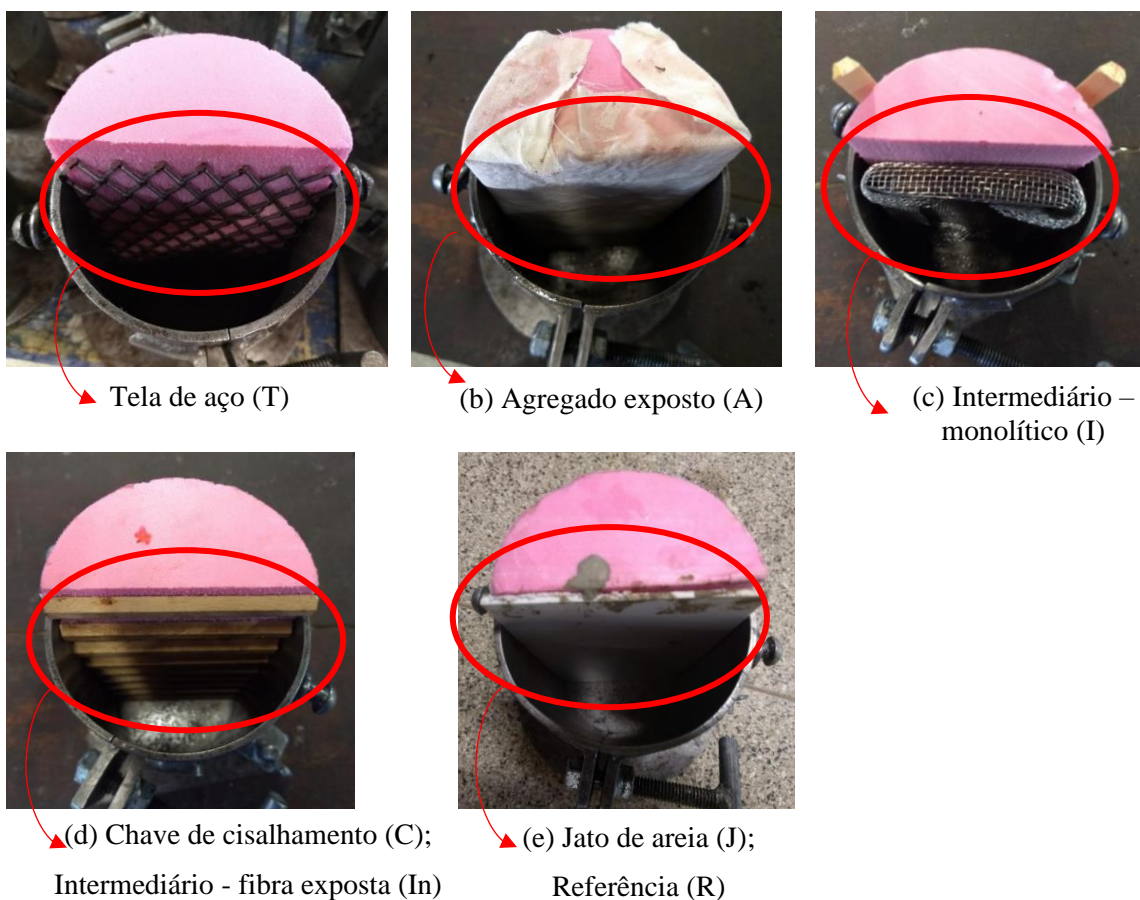 Tela de aço (T)
(b) Agregado exposto (A)
(c) Intermediário –
monolítico (I)
(d) Chave de cisalhamento (C);
Intermediário - fibra exposta (In)
(e) Jato de areia (J);
Referência (R)